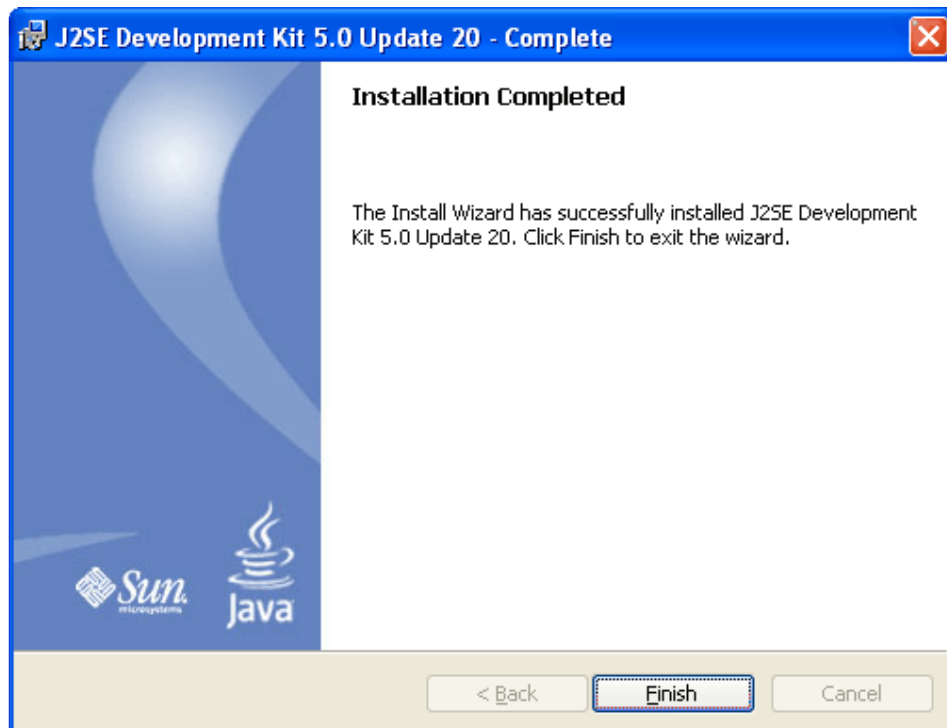 J2SE Development Kit 5.0 Update 20 - Complete
Installation Completed
The Install Wizard has successfully installed J2SE Development
Kit 5.0 Update 20. Click Finish to exit the wizard.
Sun
microsystems
Java
< Back
Finish
Cancel